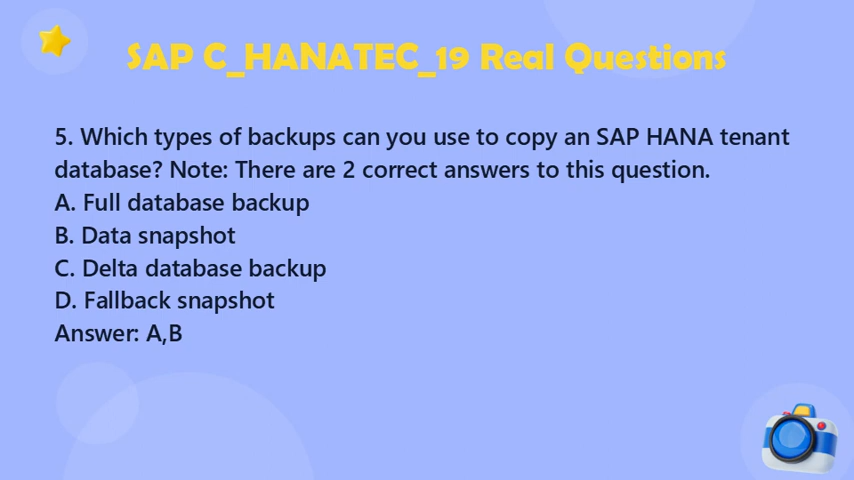 SAP C_HANATEC_19 Real Questions
5. Which types of backups can you use to copy an SAP HANA tenant
database? Note: There are 2 correct answers to this question.
A. Full database backup
B. Data snapshot
C. Delta database backup
D. Fallback snapshot
Answer: A,B